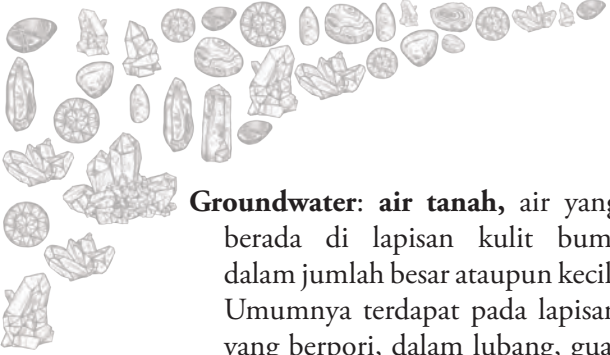 Groundwater: air tanah, air yang
berada di lapisan kulit bum
dalam jumlah besar ataupun kecil
Umumnya terdapat pada lapisan
yang berpori, dalam lubang, gua